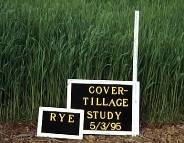 COVER-
TILLAGE
STUDY
5/3/95
RYE